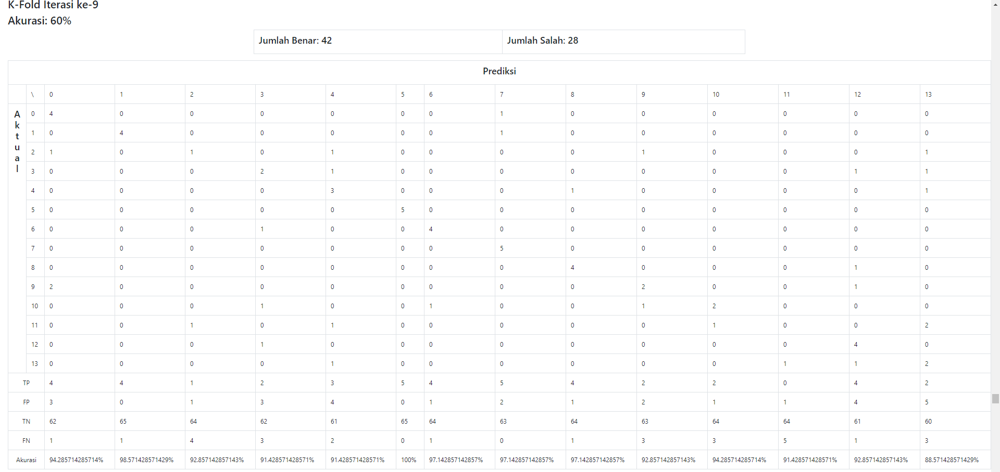 K-Fold Iterasi ke-9
Akurasi: 60%
Jumlah Benar: 42 Jumlah Salah: 28
Prediksi
\ 0 1 2 3 4 5 6 7 8 9 10 11 12 13
Aktual
0 4 0 0 0 0 0 0 1 0 0 0 0 0 0
1 0 4 0 0 0 0 0 1 0 0 0 0 0 0
2 1 0 1 0 1 0 0 0 0 1 0 0 0 1
3 0 0 0 2 1 0 0 0 0 0 0 0 1 1
4 0 0 0 0 3 0 0 0 1 0 0 0 0 1
5 0 0 0 0 0 5 0 0 0 0 0 0 0 0
6 0 0 0 1 0 0 4 0 0 0 0 0 0 0
7 0 0 0 0 0 0 0 5 0 0 0 0 0 0
8 0 0 0 0 0 0 0 0 4 0 0 0 1 0
9 2 0 0 0 0 0 0 0 0 2 0 0 1 0
10 0 0 0 1 0 0 1 0 0 1 2 0 0 0
11 0 0 1 0 1 0 0 0 0 0 1 0 0 2
12 0 0 0 1 0 0 0 0 0 0 0 0 4 0
13 0 0 0 0 1 0 0 0 0 0 0 1 1 2
TP 4 4 1 2 3 5 4 5 4 2 2 0 4 2
FP 3 0 1 3 4 0 1 2 1 2 1 1 4 5
TN 62 65 64 62 61 65 64 63 64 63 64 64 61 60
FN 1 1 4 3 2 0 1 0 1 3 3 5 1 3
Akurasi 94.285714285714% 98.571428571429% 92.857142857143% 91.428571428571% 91.428571428571% 100% 97.142857142857% 97.142857142857% 97.142857142857% 92.857142857143% 94.285714285714% 91.428571428571% 92.857142857143% 88.571428571429%